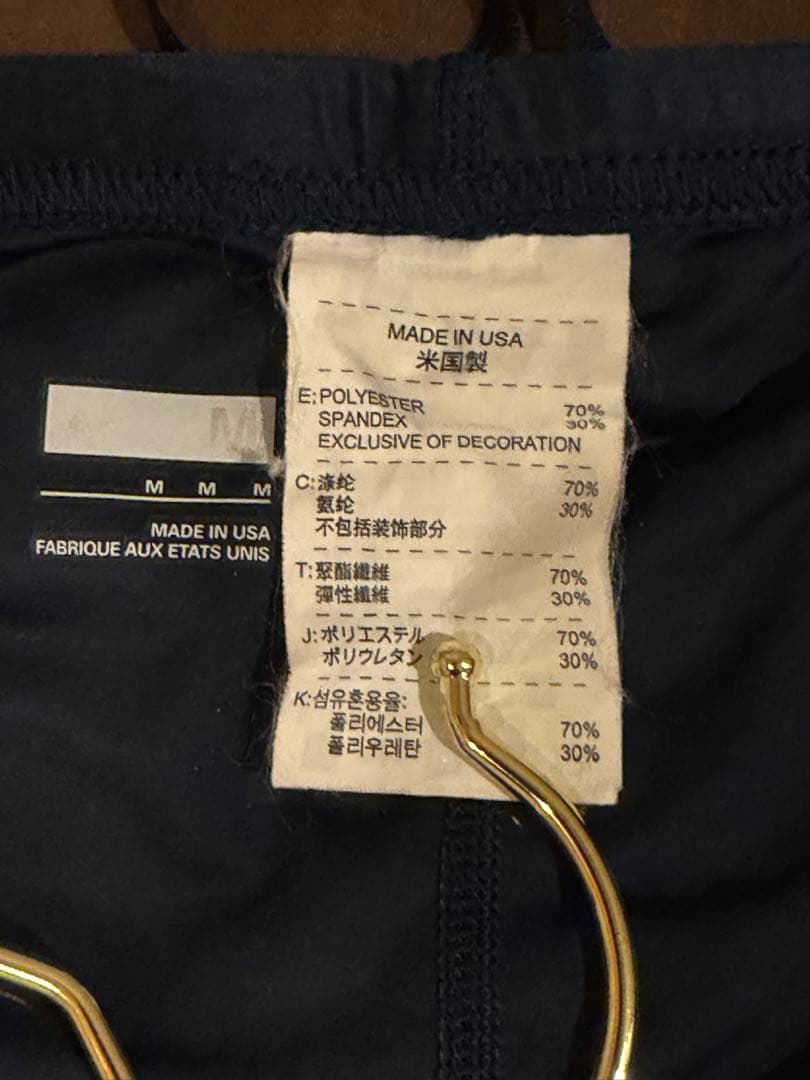 M
M M M
MADE IN USA
FABRIQUE AUX ETATS UNIS
MADE IN USA
米国製
E: POLYESTER 70%
SPANDEX 30%
EXCLUSIVE OF DECORATION
C: 涤纶 70%
氨纶 30%
不包括装饰部分
T: 聚酯纖維 70%
彈性纖維 30%
J: ポリエステル 70%
ポリウレタン 30%
K: 섬유혼용율:
폴리에스터 70%
폴리우레탄 30%